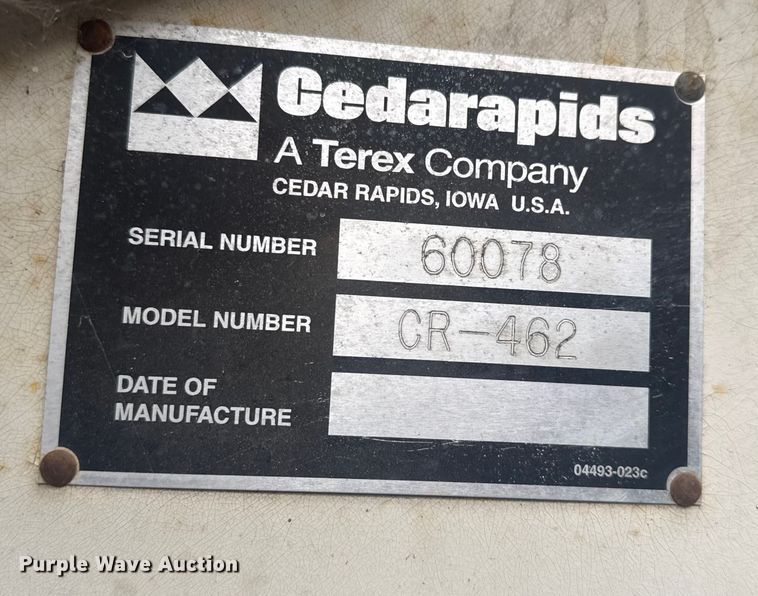 Cedarapids
A Terex Company
CEDAR RAPIDS, IOWA U.S.A.
SERIAL NUMBER 60078
MODEL NUMBER CR-462
DATE OF
MANUFACTURE
04493-023c
Purple Wave Auction